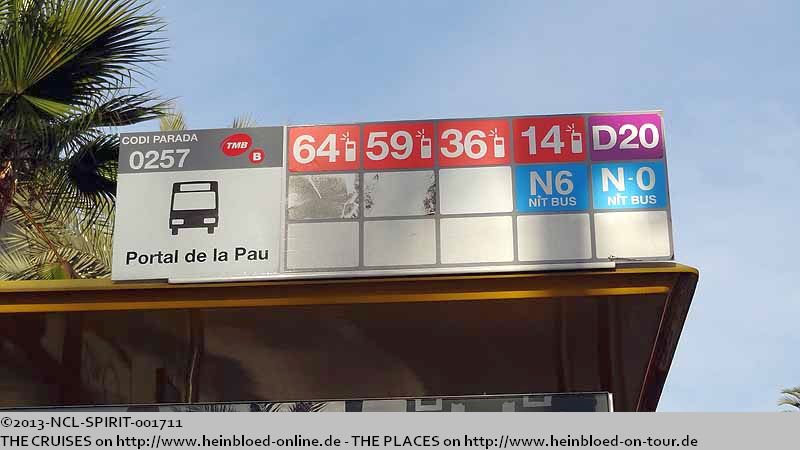 CODI PARADA
0257
TMB
B
Portal de la Pau
64 59 36 14 D20
N6 N·0
NIT BUS NIT BUS
©2013-NCL-SPIRIT-001711
THE CRUISES on http://www.heinbloed-online.de - THE PLACES on http://www.heinbloed-on-tour.de